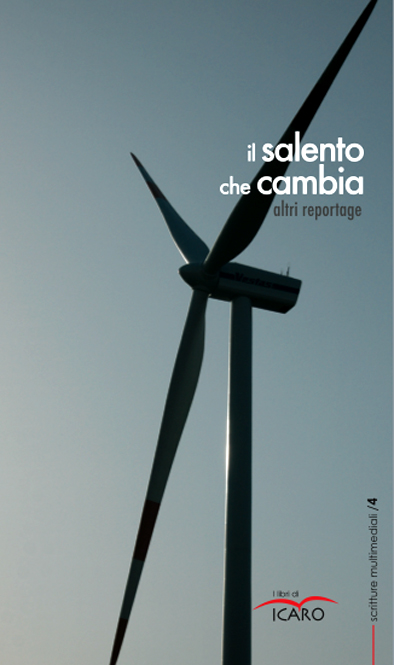 il salento
che cambia
altri reportage
scritture multimediali /4
I libri di
ICARO